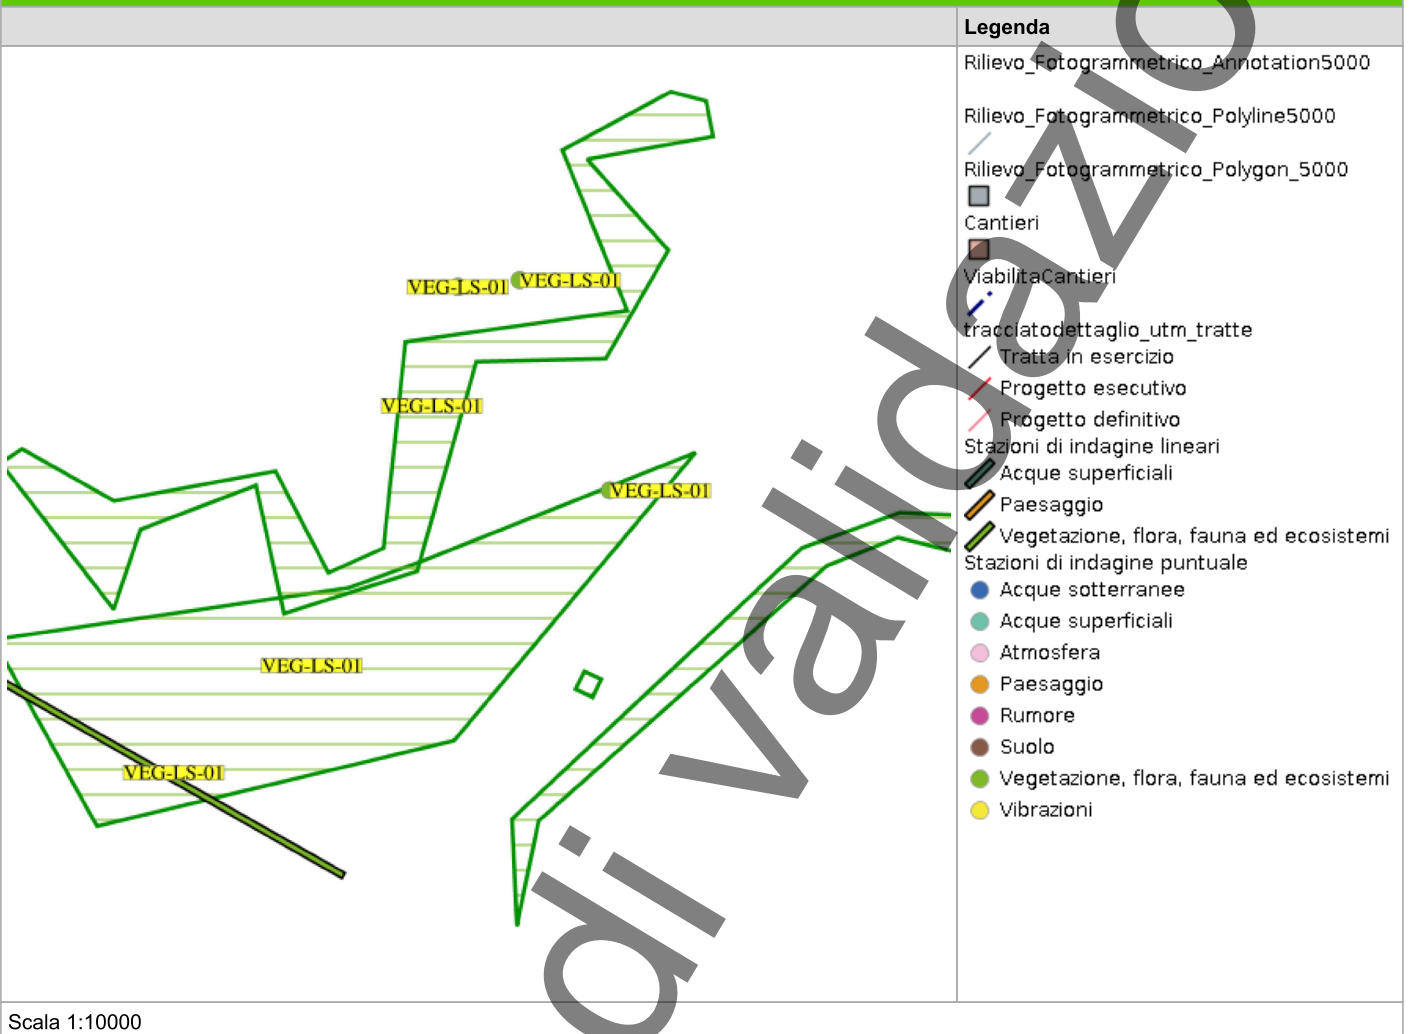 Legenda
Rilievo_Fotogrammetrico_Annotation5000
Rilievo_Fotogrammetrico_Polyline5000
Rilievo_Fotogrammetrico_Polygon_5000
Cantieri
ViabilitaCantieri
tracciatodettaglio_utm_tratte
Tratta in esercizio
Progetto esecutivo
Progetto definitivo
Stazioni di indagine lineari
Acque superficiali
Paesaggio
Vegetazione, flora, fauna ed ecosistemi
Stazioni di indagine puntuale
Acque sotterranee
Acque superficiali
Atmosfera
Paesaggio
Rumore
Suolo
Vegetazione, flora, fauna ed ecosistemi
Vibrazioni
VEG-LS-01
VEG-LS-01
VEG-LS-01
VEG-LS-01
VEG-LS-01
VEG-LS-01
di validazio
Scala 1:10000